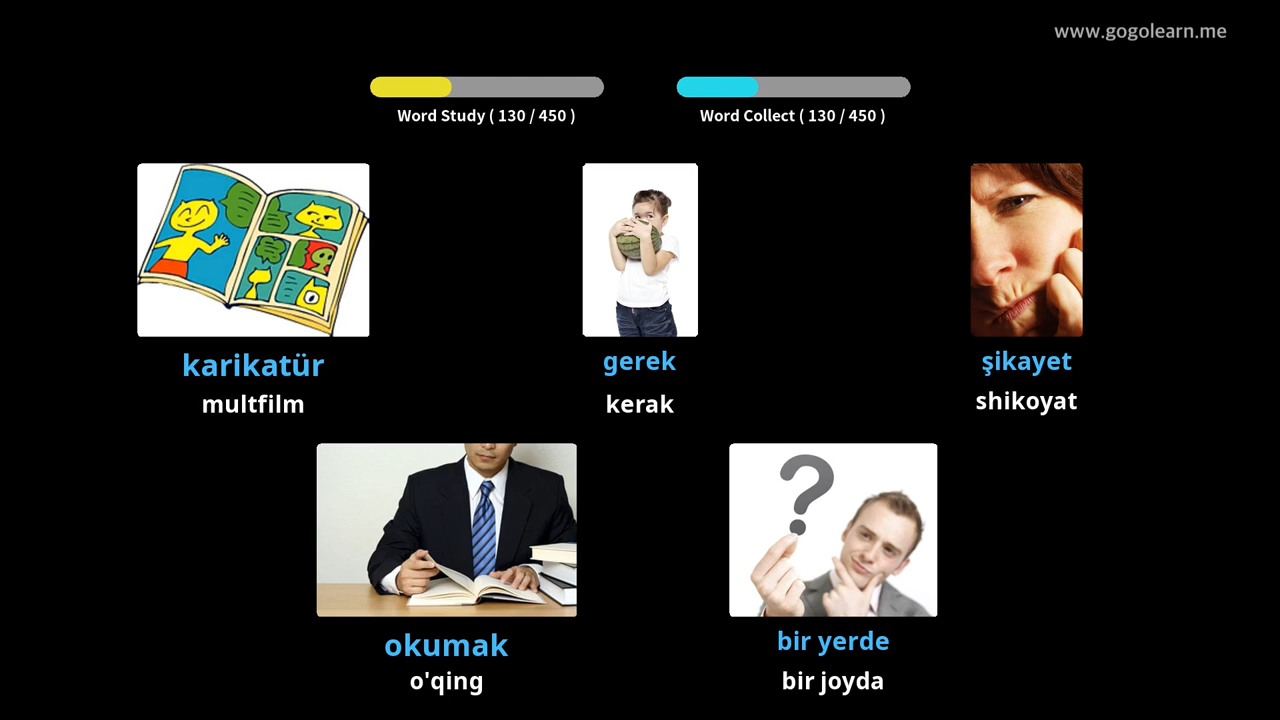 www.gogolearn.me
Word Study ( 130 / 450 )
Word Collect ( 130 / 450 )
karikatür
multfilm
gerek
kerak
şikayet
shikoyat
okumak
o'qing
bir yerde
bir joyda